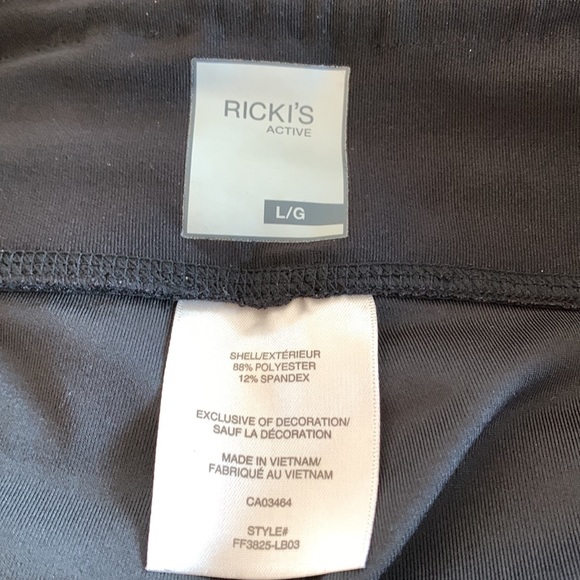 RICKI'S
ACTIVE
L/G
SHELL/EXTÉRIEUR
88% POLYESTER
12% SPANDEX
EXCLUSIVE OF DECORATION/
SAUF LA DÉCORATION
MADE IN VIETNAM/
FABRIQUÉ AU VIETNAM
CA03464
STYLE#
FF3825-LB03